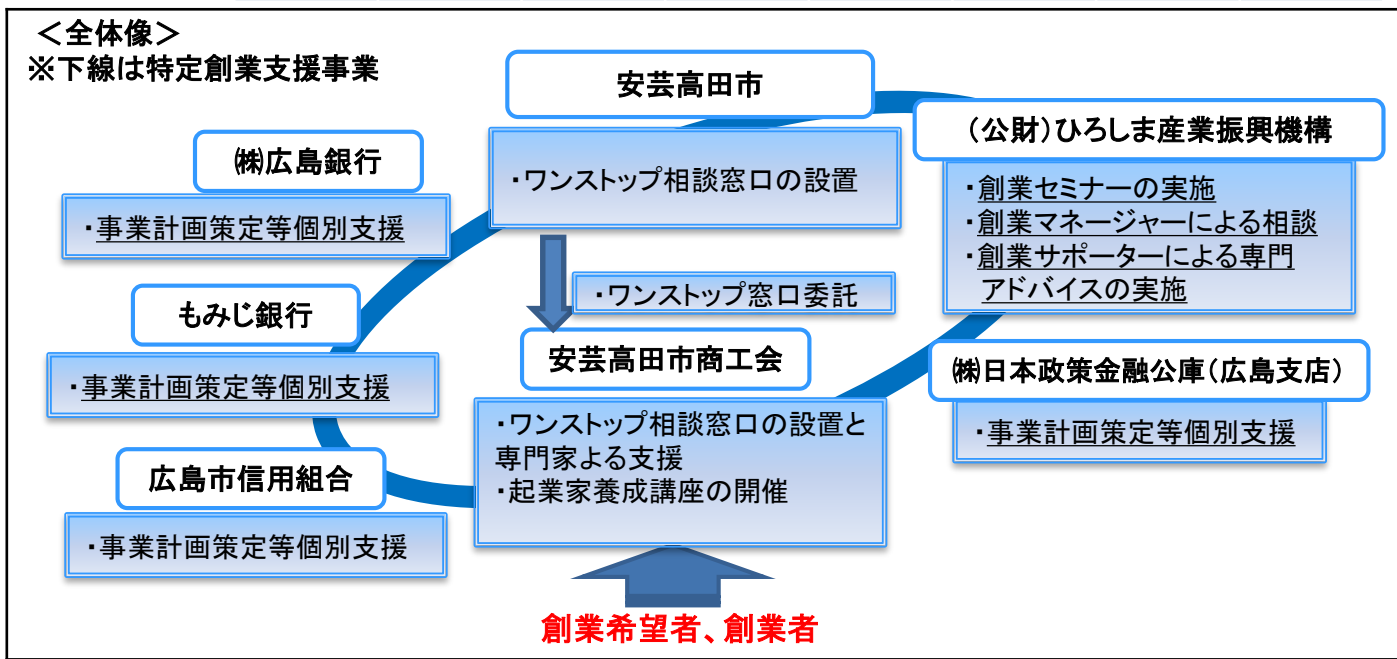 <全体像>
※下線は特定創業支援事業
安芸高田市
・ワンストップ相談窓口の設置
(公財)ひろしま産業振興機構
・創業セミナーの実施
・創業マネージャーによる相談
・創業サポーターによる専門
アドバイスの実施
㈱広島銀行
・事業計画策定等個別支援
・ワンストップ窓口委託
もみじ銀行
・事業計画策定等個別支援
安芸高田市商工会
・ワンストップ相談窓口の設置と
専門家よる支援
・起業家養成講座の開催
㈱日本政策金融公庫(広島支店)
・事業計画策定等個別支援
広島市信用組合
・事業計画策定等個別支援
創業希望者、創業者